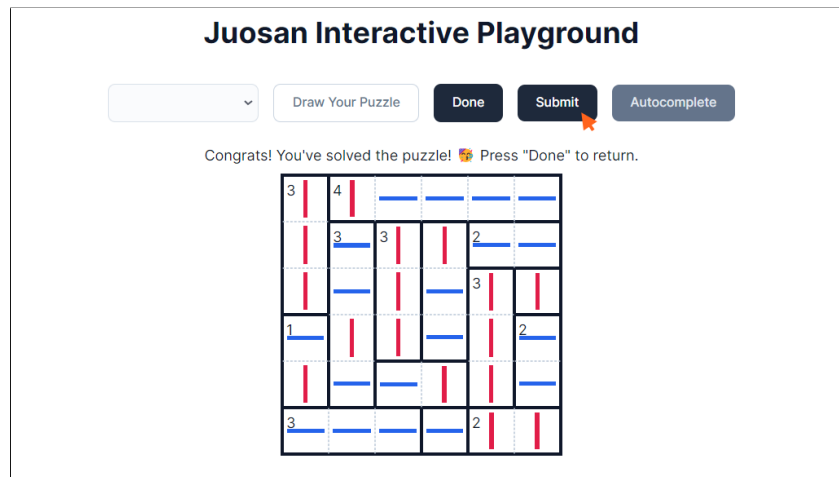 Juosan Interactive Playground
Draw Your Puzzle Done Submit Autocomplete
Congrats! You've solved the puzzle! 🥳 Press "Done" to return.
3 4
3 3 2
3
1 2
3 2